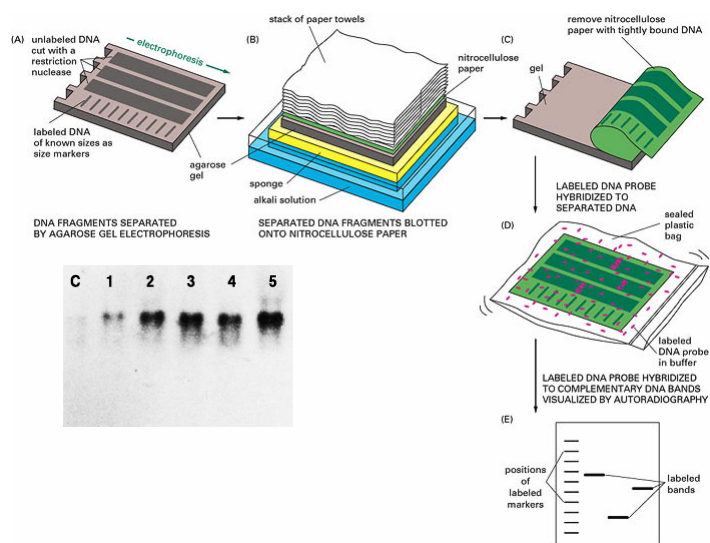 (A)
unlabeled DNA
cut with a
restriction
nuclease
electrophoresis
labeled DNA
of known sizes as
size markers
agarose
gel
DNA FRAGMENTS SEPARATED
BY AGAROSE GEL ELECTROPHORESIS
(B)
stack of paper towels
nitrocellulose
paper
sponge
alkali solution
SEPARATED DNA FRAGMENTS BLOTTED
ONTO NITROCELLULOSE PAPER
(C)
remove nitrocellulose
paper with tightly bound DNA
gel
LABELED DNA PROBE
HYBRIDIZED TO
SEPARATED DNA
(D)
sealed
plastic
bag
labeled
DNA probe
in buffer
LABELED DNA PROBE HYBRIDIZED
TO COMPLEMENTARY DNA BANDS
VISUALIZED BY AUTORADIOGRAPHY
(E)
positions
of
labeled
markers
labeled
bands
C 1 2 3 4 5